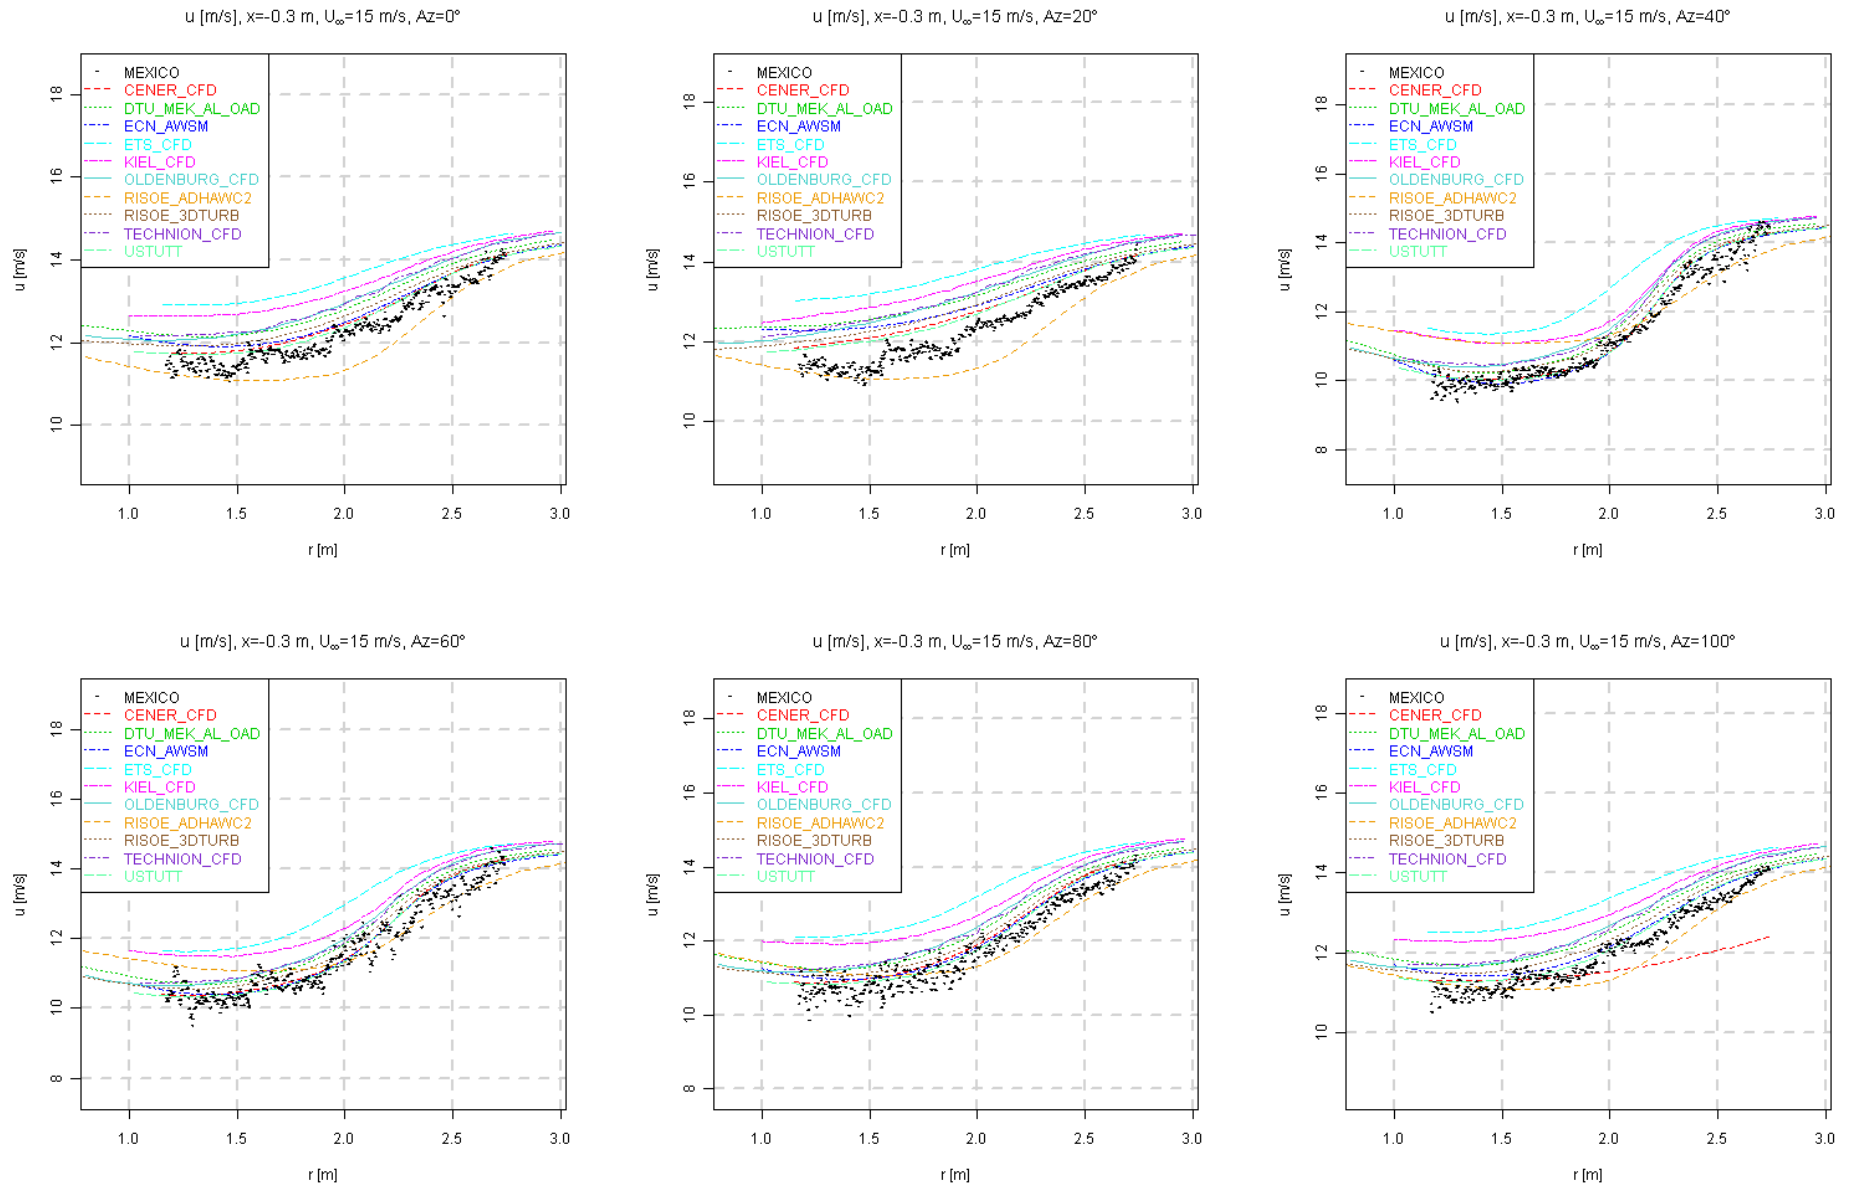 u [m/s], x=-0.3 m, U∞=15 m/s, Az=0°
MEXICO
CENER_CFD
DTU_MEK_AL_OAD
ECN_AWSM
ETS_CFD
KIEL_CFD
OLDENBURG_CFD
RISOE_ADHAWC2
RISOE_3DTURB
TECHNION_CFD
USTUTT
u [m/s]
18
16
14
12
10
1.0 1.5 2.0 2.5 3.0
r [m]
u [m/s], x=-0.3 m, U∞=15 m/s, Az=20°
MEXICO
CENER_CFD
DTU_MEK_AL_OAD
ECN_AWSM
ETS_CFD
KIEL_CFD
OLDENBURG_CFD
RISOE_ADHAWC2
RISOE_3DTURB
TECHNION_CFD
USTUTT
u [m/s]
18
16
14
12
10
1.0 1.5 2.0 2.5 3.0
r [m]
u [m/s], x=-0.3 m, U∞=15 m/s, Az=40°
MEXICO
CENER_CFD
DTU_MEK_AL_OAD
ECN_AWSM
ETS_CFD
KIEL_CFD
OLDENBURG_CFD
RISOE_ADHAWC2
RISOE_3DTURB
TECHNION_CFD
USTUTT
u [m/s]
18
16
14
12
10
8
1.0 1.5 2.0 2.5 3.0
r [m]
u [m/s], x=-0.3 m, U∞=15 m/s, Az=60°
MEXICO
CENER_CFD
DTU_MEK_AL_OAD
ECN_AWSM
ETS_CFD
KIEL_CFD
OLDENBURG_CFD
RISOE_ADHAWC2
RISOE_3DTURB
TECHNION_CFD
USTUTT
u [m/s]
18
16
14
12
10
8
1.0 1.5 2.0 2.5 3.0
r [m]
u [m/s], x=-0.3 m, U∞=15 m/s, Az=80°
MEXICO
CENER_CFD
DTU_MEK_AL_OAD
ECN_AWSM
ETS_CFD
KIEL_CFD
OLDENBURG_CFD
RISOE_ADHAWC2
RISOE_3DTURB
TECHNION_CFD
USTUTT
u [m/s]
18
16
14
12
10
8
1.0 1.5 2.0 2.5 3.0
r [m]
u [m/s], x=-0.3 m, U∞=15 m/s, Az=100°
MEXICO
CENER_CFD
DTU_MEK_AL_OAD
ECN_AWSM
ETS_CFD
KIEL_CFD
OLDENBURG_CFD
RISOE_ADHAWC2
RISOE_3DTURB
TECHNION_CFD
USTUTT
u [m/s]
18
16
14
12
10
1.0 1.5 2.0 2.5 3.0
r [m]